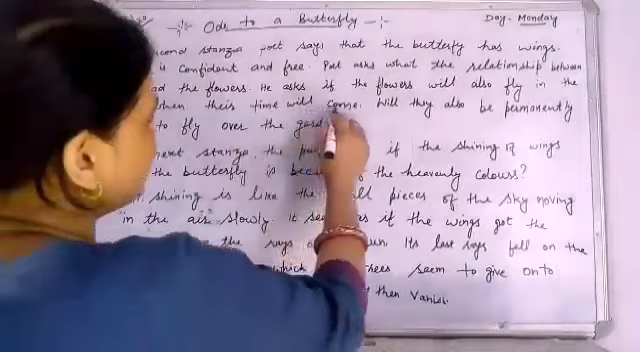 Ode to a Butterfly Day - Monday
stanza poet says that the butterfly has wings.
is confident and free. Poet asks what the relationship between
the flowers. He asks if the flowers will also fly in the
when their time will come. Will they also be permanently
to fly over the
next stanza, the if the shining of wings
the butterfly is of the heavenly colours?
shining is like the pieces of the sky moving
in the air slowly. It if the wings got the
the rays Its last rays fall on the
which seem to give onto
then Vanish.